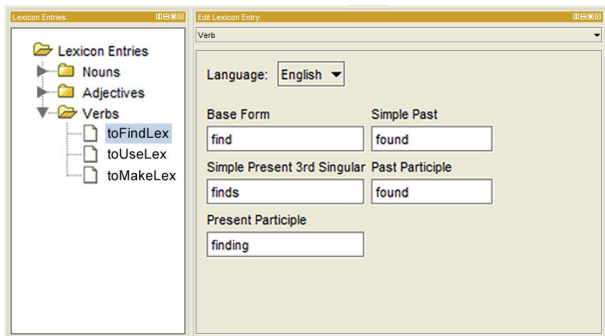 Lexicon Entries:
Lexicon Entries
Nouns
Adjectives
Verbs
toFindLex
toUseLex
toMakeLex
Edit Lexicon Entry:
Verb
Language: English
Base Form Simple Past
find found
Simple Present 3rd Singular Past Participle
finds found
Present Participle
finding